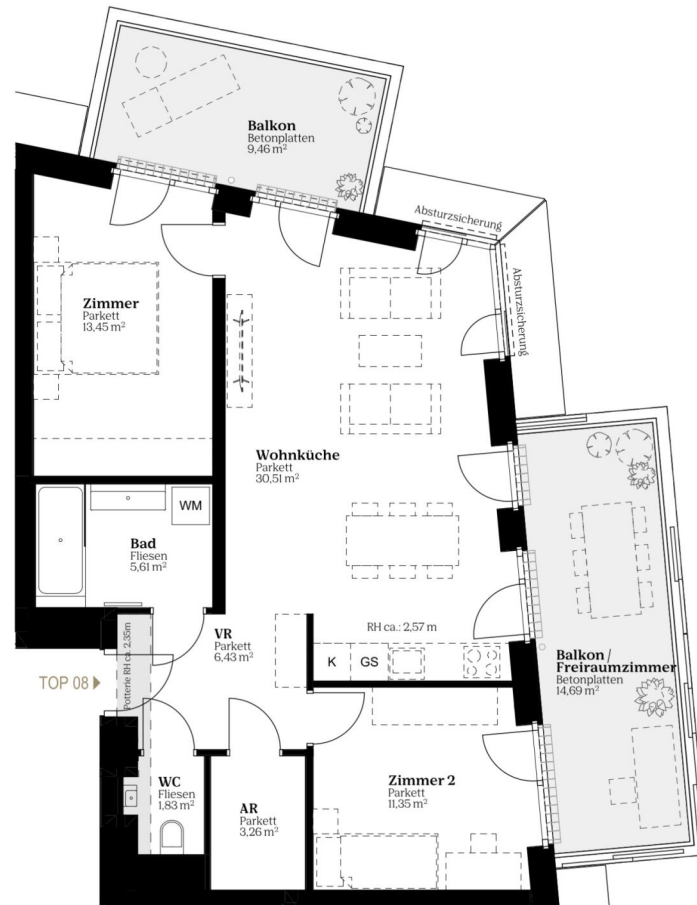 Balkon
Betonplatten
9,46 m²
Absturzsicherung
Absturzsicherung
Zimmer
Parkett
13,45 m²
Wohnküche
Parkett
30,51 m²
WM
Bad
Fliesen
5,61 m²
RH ca.: 2,57 m
VR
Parkett
6,43 m²
K
GS
Potterie RH ca. 2.35m
TOP 08
Balkon /
Freiraumzimmer
Betonplatten
14,69 m²
WC
Fliesen
1,83 m²
AR
Parkett
3,26 m²
Zimmer 2
Parkett
11,35 m²